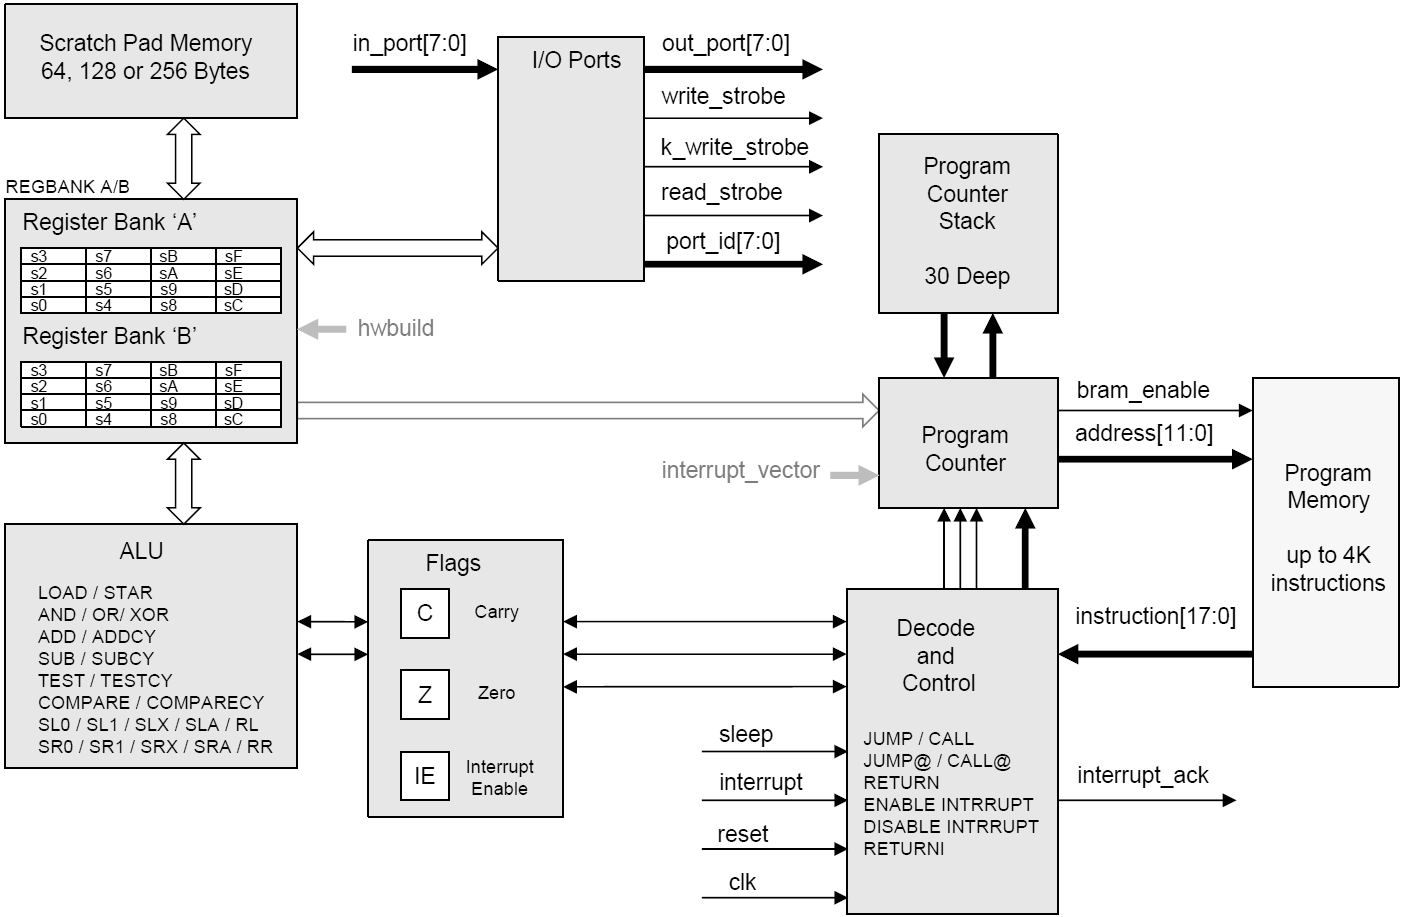 Scratch Pad Memory
64, 128 or 256 Bytes
in_port[7:0]
I/O Ports
out_port[7:0]
write_strobe
k_write_strobe
read_strobe
port_id[7:0]
REGBANK A/B
Register Bank ‘A’
s3 s7 sB sF
s2 s6 sA sE
s1 s5 s9 sD
s0 s4 s8 sC
Register Bank ‘B’
s3 s7 sB sF
s2 s6 sA sE
s1 s5 s9 sD
s0 s4 s8 sC
hwbuild
Program
Counter
Stack
30 Deep
Program
Counter
interrupt_vector
bram_enable
address[11:0]
Program
Memory
up to 4K
instructions
instruction[17:0]
ALU
LOAD / STAR
AND / OR/ XOR
ADD / ADDCY
SUB / SUBCY
TEST / TESTCY
COMPARE / COMPARECY
SL0 / SL1 / SLX / SLA / RL
SR0 / SR1 / SRX / SRA / RR
Flags
C Carry
Z Zero
IE Interrupt
Enable
Decode
and
Control
JUMP / CALL
JUMP@ / CALL@
RETURN
ENABLE INTRRUPT
DISABLE INTRRUPT
RETURNI
sleep
interrupt
reset
clk
interrupt_ack